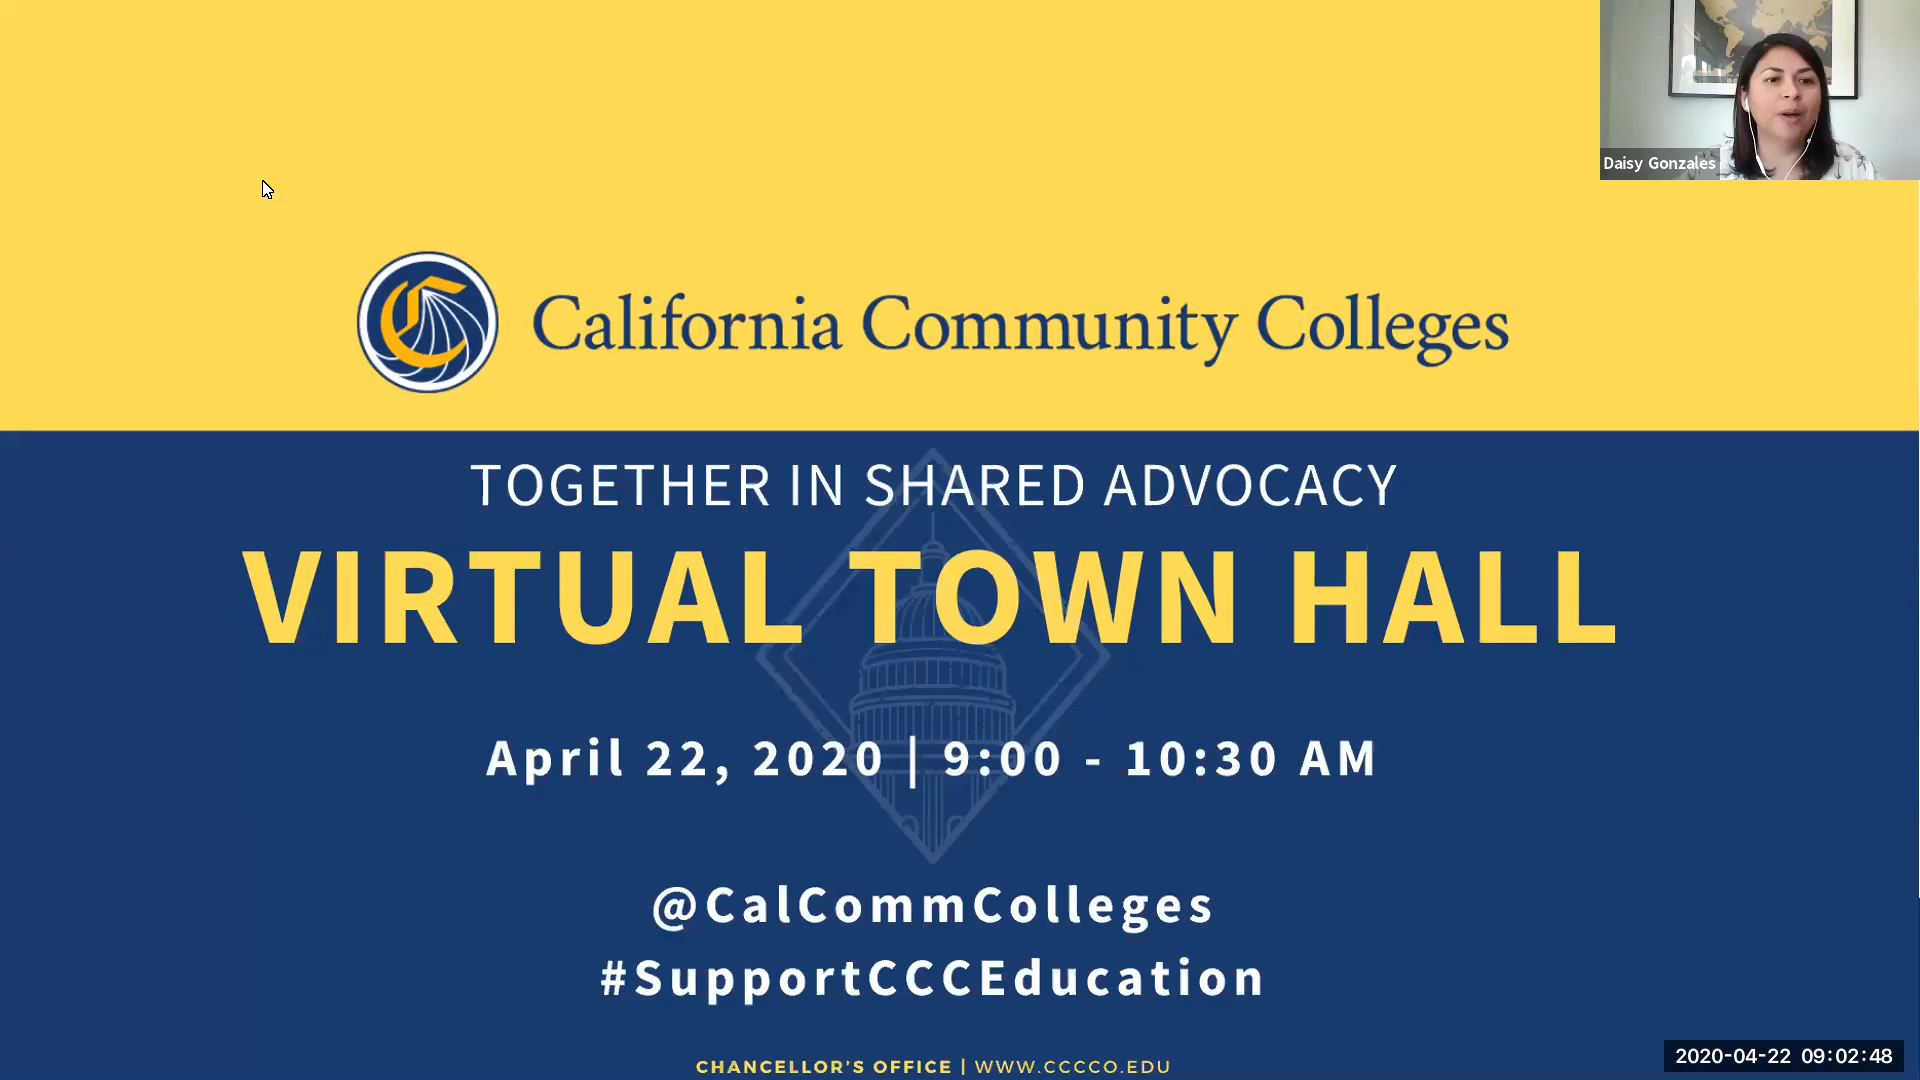 Daisy Gonzales
California Community Colleges
TOGETHER IN SHARED ADVOCACY
VIRTUAL TOWN HALL
April 22, 2020 | 9:00 - 10:30 AM
@CalCommColleges
#SupportCCCEducation
CHANCELLOR'S OFFICE | WWW.CCCCO.EDU
2020-04-22 09:02:48